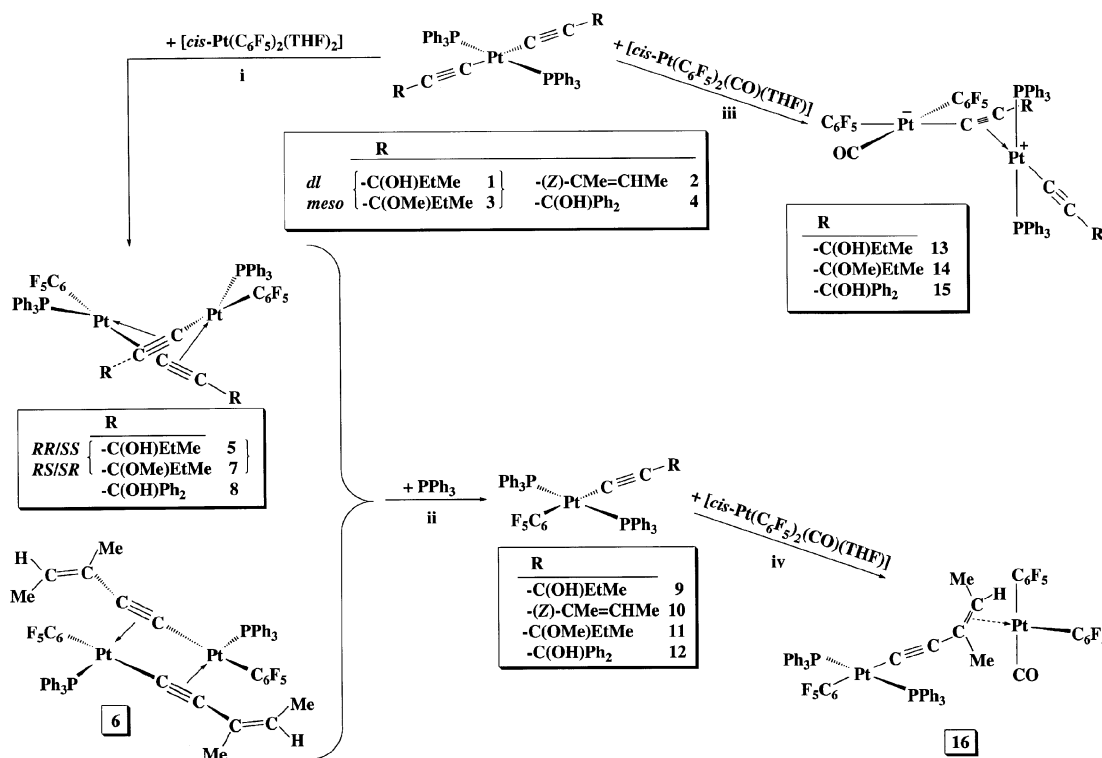 + [cis-Pt(C6F5)2(THF)2]
i
Ph3P
C≡C
R
Pt
R
C≡C
PPh3
+ [cis-Pt(C6F5)2(CO)(THF)]
iii
C6F5
C6F5
PPh3
Pt
–
C≡C
R
OC
Pt
+
C≡C
R
PPh3
R
dl -C(OH)EtMe 1 -(Z)-CMe=CHMe 2
meso -C(OMe)EtMe 3 -C(OH)Ph2 4
R
-C(OH)EtMe 13
-C(OMe)EtMe 14
-C(OH)Ph2 15
F5C6
PPh3
Ph3P
C6F5
Pt
Pt
C≡C
R
C≡C
R
R
RR/SS -C(OH)EtMe 5
RS/SR -C(OMe)EtMe 7
-C(OH)Ph2 8
+ PPh3
ii
Ph3P
C≡C
R
Pt
F5C6
PPh3
+ [cis-Pt(C6F5)2(CO)(THF)]
iv
R
-C(OH)EtMe 9
-(Z)-CMe=CHMe 10
-C(OMe)EtMe 11
-C(OH)Ph2 12
Me
H
C=C
Me
C≡C
F5C6
PPh3
Pt
Pt
Ph3P
C6F5
C≡C
Me
C=C
Me
H
6
Me
H
C
C
C6F5
Pt
C6F5
C≡C
Me
CO
Ph3P
Pt
F5C6
PPh3
16